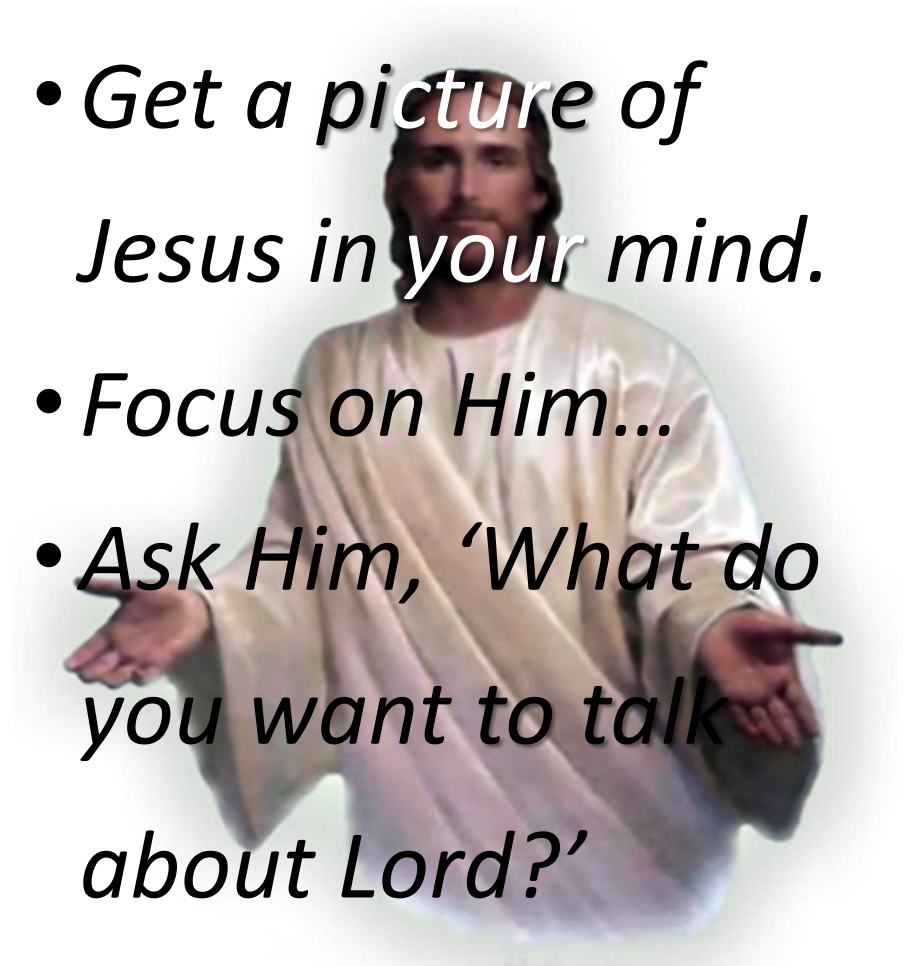 • Get a picture of
Jesus in your mind.
• Focus on Him…
• Ask Him, ‘What do
you want to talk
about Lord?’